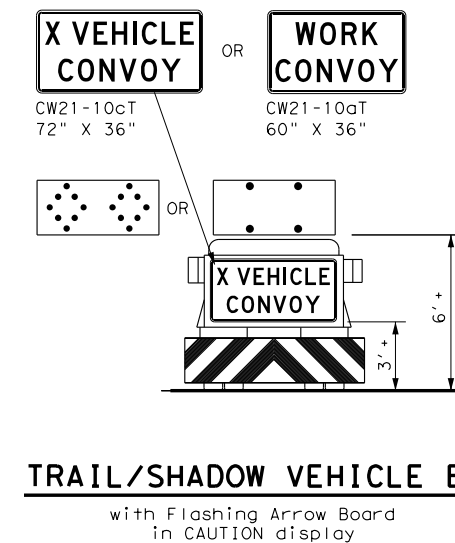 X VEHICLE
CONVOY
OR
WORK
CONVOY
CW21-10cT
72" X 36"
CW21-10aT
60" X 36"
OR
X VEHICLE
CONVOY
6'+
3'+
TRAIL/SHADOW VEHICLE
with Flashing Arrow Board
in CAUTION display